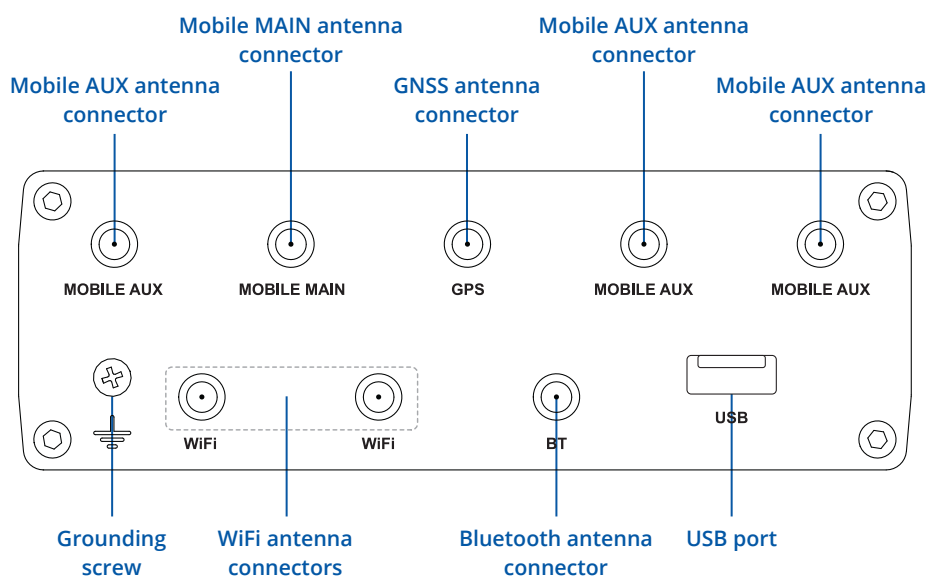 Mobile MAIN antenna
connector
Mobile AUX antenna
connector
Mobile AUX antenna
connector
GNSS antenna
connector
Mobile AUX antenna
connector
MOBILE AUX
MOBILE MAIN
GPS
MOBILE AUX
MOBILE AUX
WiFi
WiFi
BT
USB
Grounding
screw
WiFi antenna
connectors
Bluetooth antenna
connector
USB port